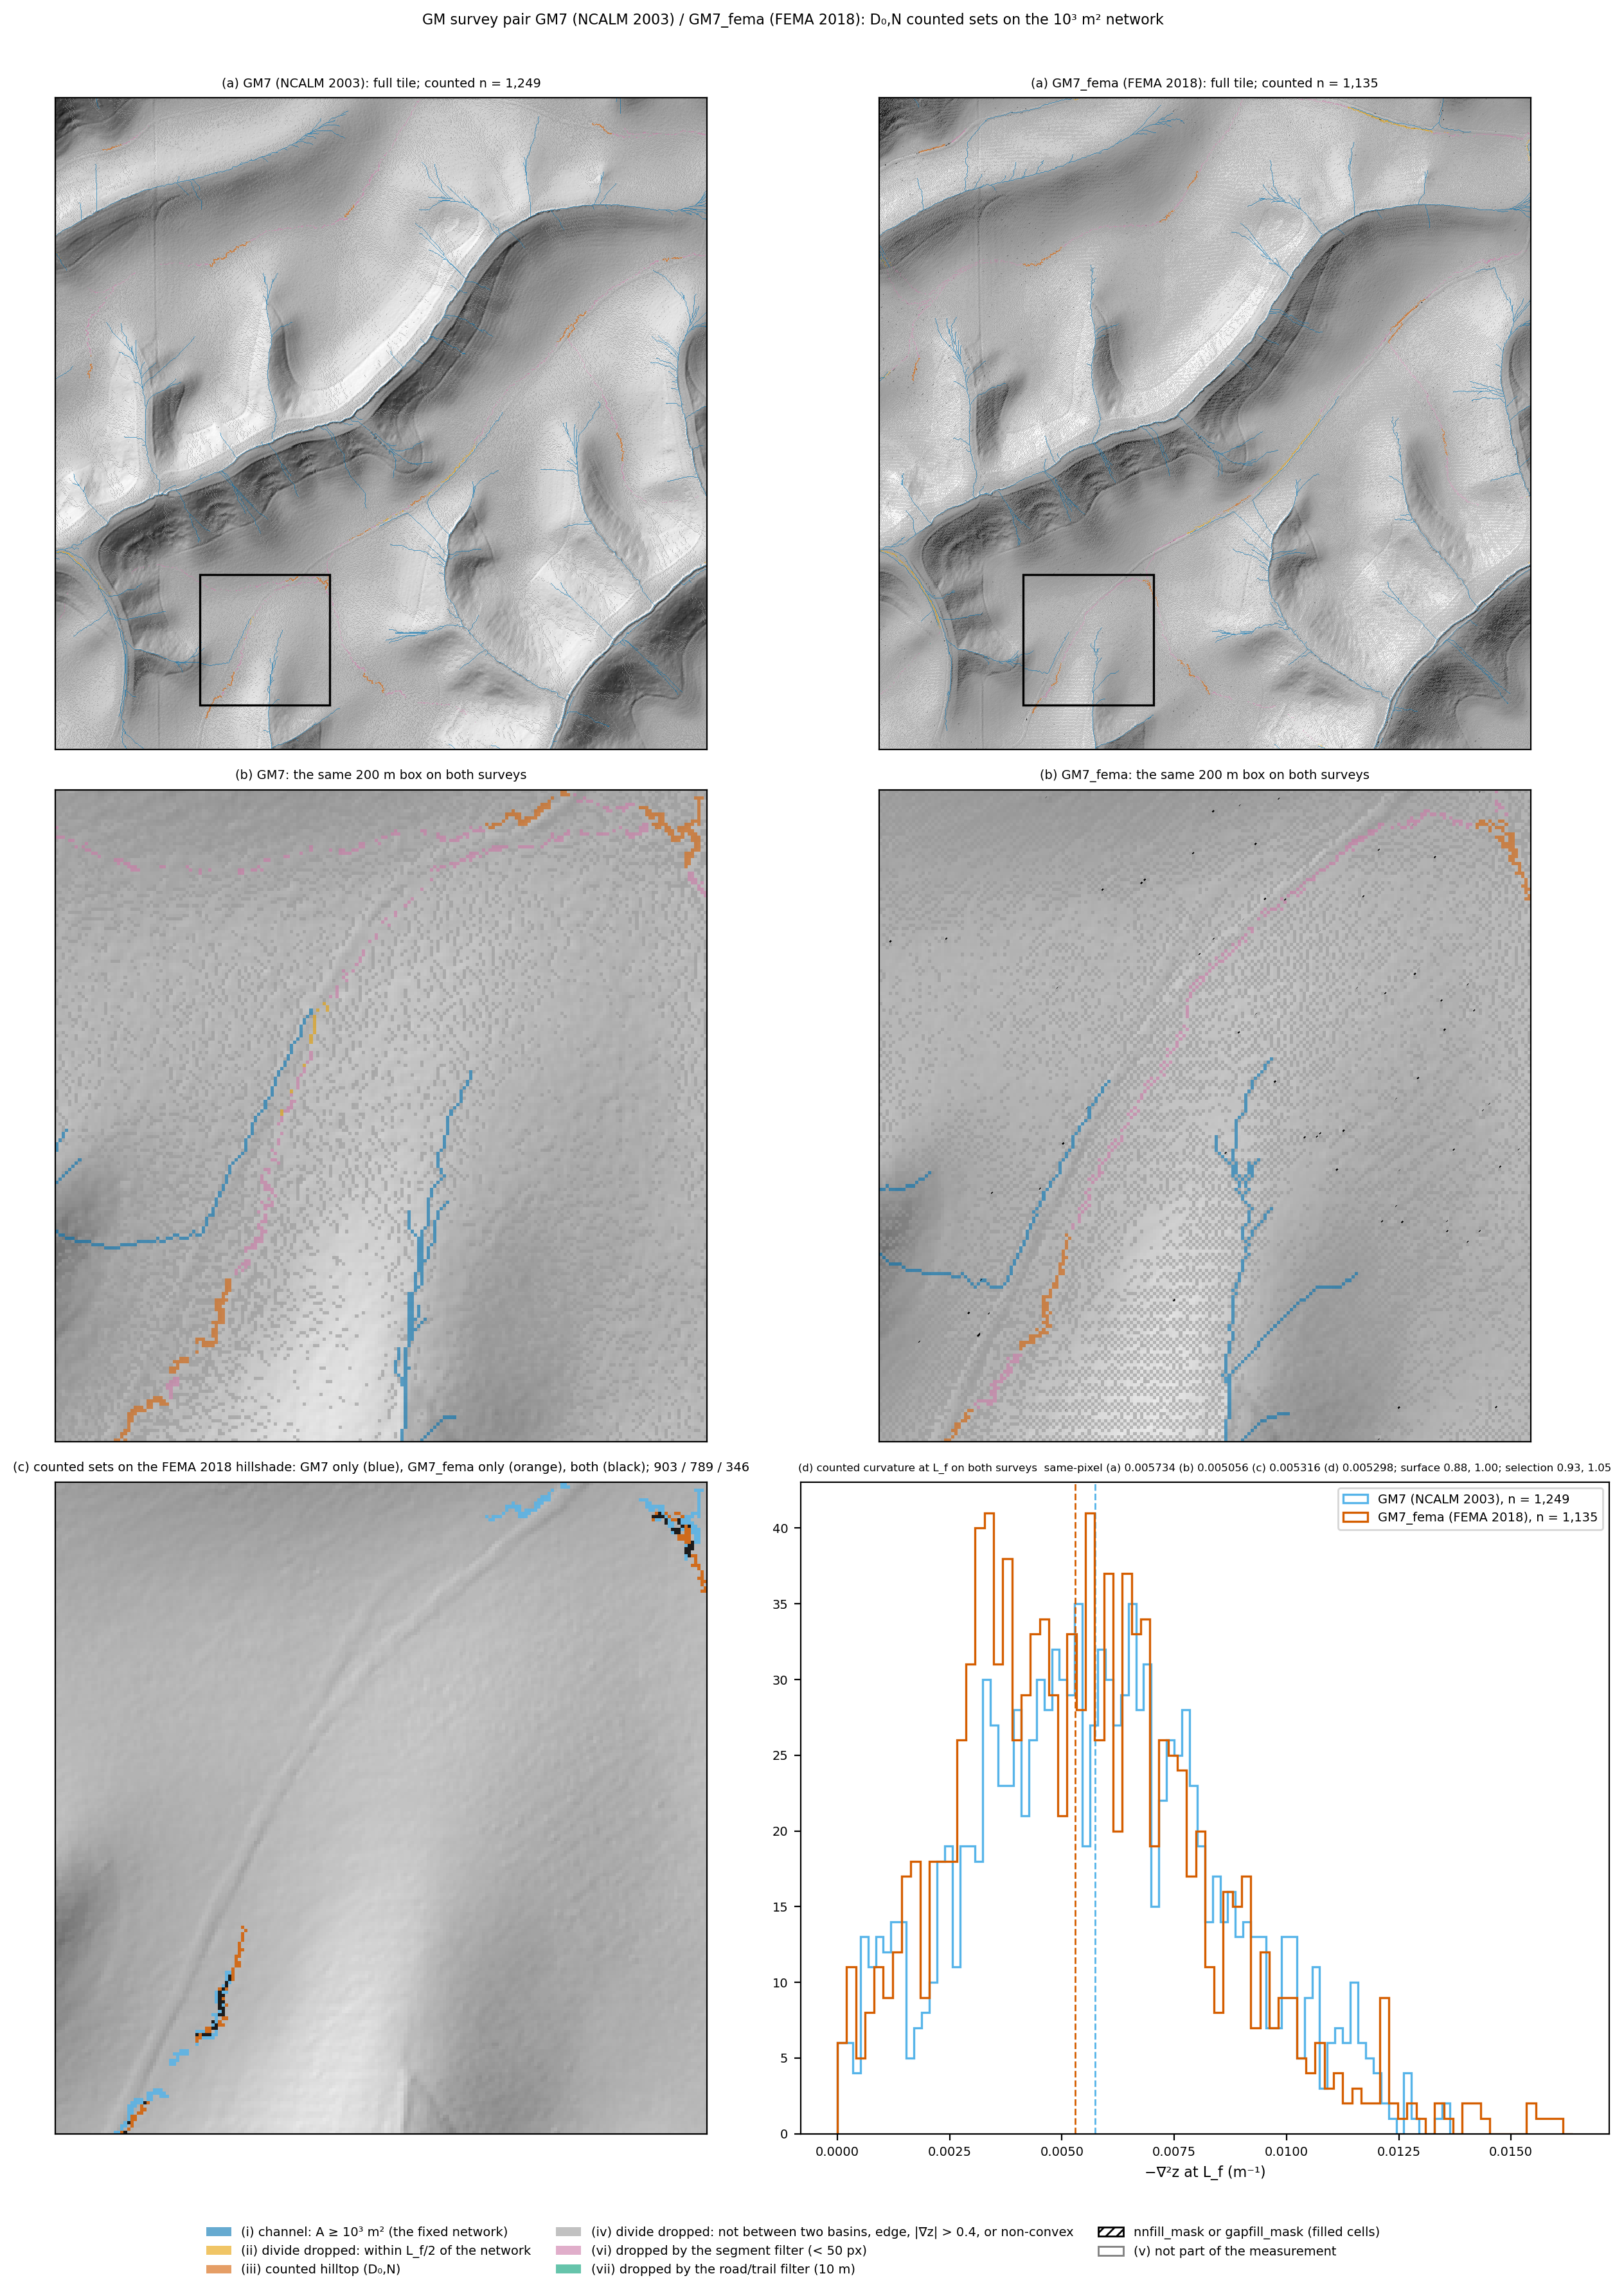 GM survey pair GM7 (NCALM 2003) / GM7_fema (FEMA 2018): D₀,N counted sets on the 10³ m² network
(a) GM7 (NCALM 2003): full tile; counted n = 1,249
(a) GM7_fema (FEMA 2018): full tile; counted n = 1,135
(b) GM7: the same 200 m box on both surveys
(b) GM7_fema: the same 200 m box on both surveys
(c) counted sets on the FEMA 2018 hillshade: GM7 only (blue), GM7_fema only (orange), both (black); 903 / 789 / 346
(d) counted curvature at L_f on both surveys  same-pixel (a) 0.005734 (b) 0.005056 (c) 0.005316 (d) 0.005298; surface 0.88, 1.00; selection 0.93, 1.05
GM7 (NCALM 2003), n = 1,249
GM7_fema (FEMA 2018), n = 1,135
40
35
30
25
20
15
10
5
0
0.0000
0.0025
0.0050
0.0075
0.0100
0.0125
0.0150
−∇²z at L_f (m⁻¹)
(i) channel: A ≥ 10³ m² (the fixed network)
(ii) divide dropped: within L_f/2 of the network
(iii) counted hilltop (D₀,N)
(iv) divide dropped: not between two basins, edge, |∇z| > 0.4, or non-convex
(vi) dropped by the segment filter (< 50 px)
(vii) dropped by the road/trail filter (10 m)
nnfill_mask or gapfill_mask (filled cells)
(v) not part of the measurement